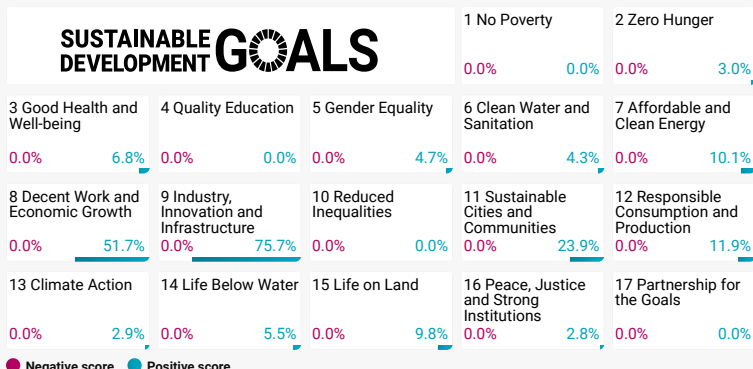 SUSTAINABLE
DEVELOPMENT GOALS
1 No Poverty
0.0% 0.0%
2 Zero Hunger
0.0% 3.0%
3 Good Health and
Well-being
0.0% 6.8%
4 Quality Education
0.0% 0.0%
5 Gender Equality
0.0% 4.7%
6 Clean Water and
Sanitation
0.0% 4.3%
7 Affordable and
Clean Energy
0.0% 10.1%
8 Decent Work and
Economic Growth
0.0% 51.7%
9 Industry,
Innovation and
Infrastructure
0.0% 75.7%
10 Reduced
Inequalities
0.0% 0.0%
11 Sustainable
Cities and
Communities
0.0% 23.9%
12 Responsible
Consumption and
Production
0.0% 11.9%
13 Climate Action
0.0% 2.9%
14 Life Below Water
0.0% 5.5%
15 Life on Land
0.0% 9.8%
16 Peace, Justice
and Strong
Institutions
0.0% 2.8%
17 Partnership for
the Goals
0.0% 0.0%
Negative score Positive score